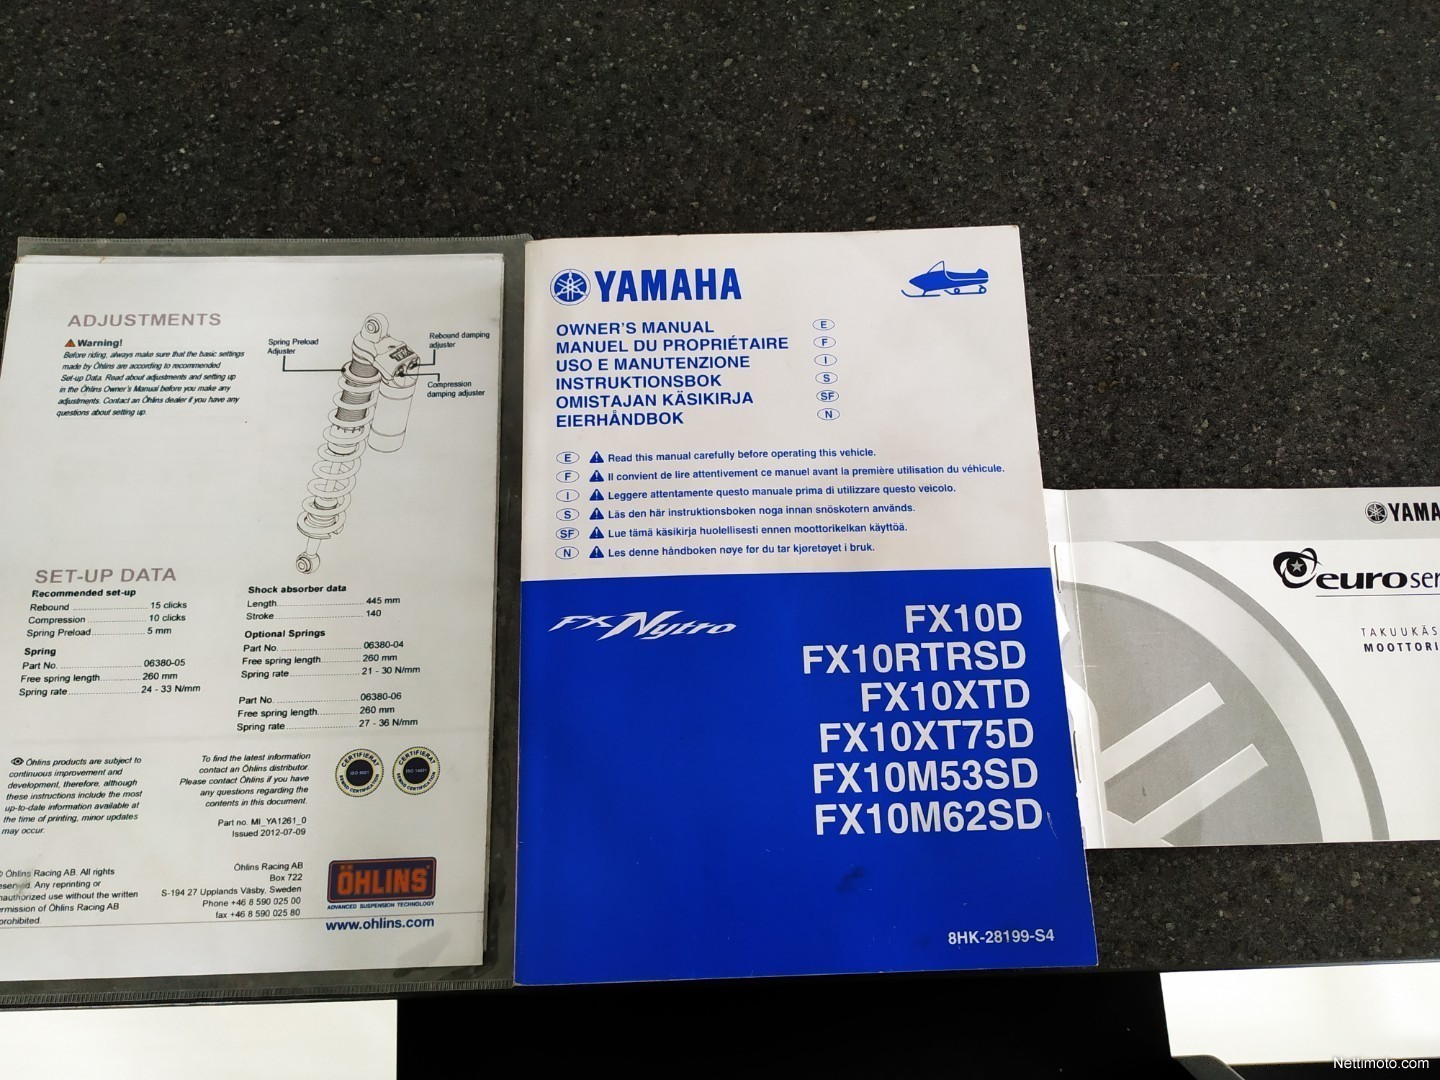 ADJUSTMENTS
Warning!
Before riding, always make sure that the basic settings
made by Öhlins are according to recommended
Set-up Data. Read about adjustments and setting up
in the Öhlins Owner's Manual before you make any
adjustments. Contact an Öhlins dealer if you have any
questions about setting up.
Spring Preload
Adjuster
Rebound damping
adjuster
Compression
damping adjuster
SET-UP DATA
Recommended set-up
Rebound 15 clicks
Compression 10 clicks
Spring Preload 5 mm
Spring
Part No. 06380-05
Free spring length 260 mm
Spring rate 24 - 33 N/mm
Shock absorber data
Length 445 mm
Stroke 140
Optional Springs
Part No. 06380-04
Free spring length 260 mm
Spring rate 21 - 30 N/mm
Part No. 06380-06
Free spring length 260 mm
Spring rate 27 - 36 N/mm
Öhlins products are subject to
continuous improvement and
development, therefore, although
these instructions include the most
up-to-date information available at
the time of printing, minor updates
may occur.
To find the latest information
contact an Öhlins distributor.
Please contact Öhlins if you have
any questions regarding the
contents in this document.
Part no. MI_YA1261_0
Issued 2012-07-09
CERTIFIERAT
ISO 9001
SEMKO CERTIFICATION
CERTIFIERAT
ISO 14001
SEMKO CERTIFICATION
© Öhlins Racing AB. All rights
reserved. Any reprinting or
unauthorized use without the written
permission of Öhlins Racing AB
prohibited.
Öhlins Racing AB
Box 722
S-194 27 Upplands Väsby, Sweden
Phone +46 8 590 025 00
fax +46 8 590 025 80
ÖHLINS
ADVANCED SUSPENSION TECHNOLOGY
www.ohlins.com
YAMAHA
OWNER'S MANUAL E
MANUEL DU PROPRIÉTAIRE F
USO E MANUTENZIONE I
INSTRUKTIONSBOK S
OMISTAJAN KÄSIKIRJA SF
EIERHÅNDBOK N
E Read this manual carefully before operating this vehicle.
F Il convient de lire attentivement ce manuel avant la première utilisation du véhicule.
I Leggere attentamente questo manuale prima di utilizzare questo veicolo.
S Läs den här instruktionsboken noga innan snöskotern används.
SF Lue tämä käsikirja huolellisesti ennen moottorikelkan käyttöä.
N Les denne håndboken nøye før du tar kjøretøyet i bruk.
FX Nytro
FX10D
FX10RTRSD
FX10XTD
FX10XT75D
FX10M53SD
FX10M62SD
8HK-28199-S4
YAMA
euroser
TAKUUKÄS
MOOTTORI
Nettimoto.com